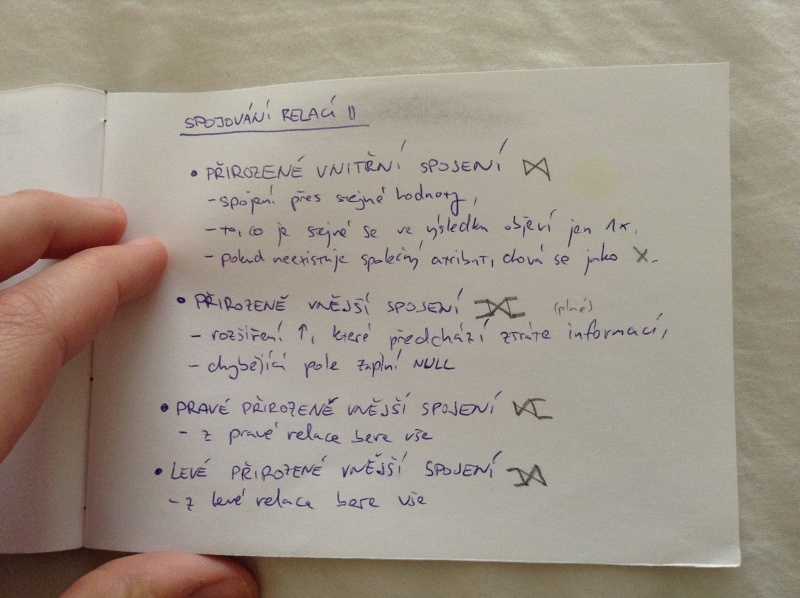 SPOJOVÁNÍ RELACÍ II
• PŘIROZENÉ VNITŘNÍ SPOJENÍ ⋈
- spojení přes stejné hodnoty,
- to, co je stejné se ve výsledku objeví jen 1x.
- pokud neexistuje společný atribut, chová se jako ×.
• PŘIROZENÉ VNĚJŠÍ SPOJENÍ ⟗ (plné)
- rozšíření ↑, které předchází ztrátě informací,
- chybějící pole zaplní NULL
• PRAVÉ PŘIROZENÉ VNĚJŠÍ SPOJENÍ ⟖
- z pravé relace bere vše
• LEVÉ PŘIROZENÉ VNĚJŠÍ SPOJENÍ ⟕
- z levé relace bere vše